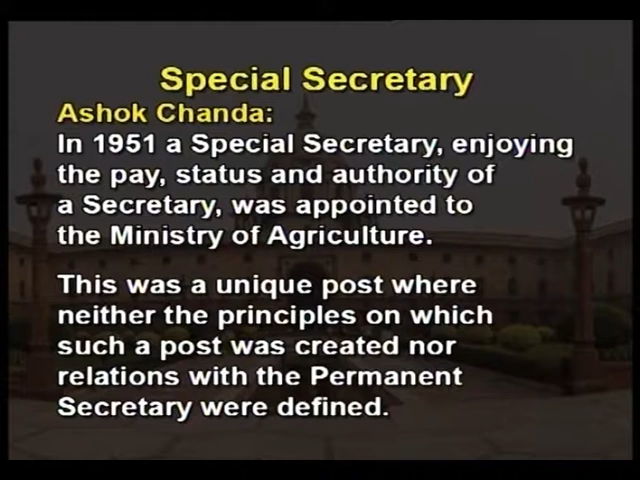 Special Secretary
Ashok Chanda:
In 1951 a Special Secretary, enjoying
the pay, status and authority of
a Secretary, was appointed to
the Ministry of Agriculture.
This was a unique post where
neither the principles on which
such a post was created nor
relations with the Permanent
Secretary were defined.